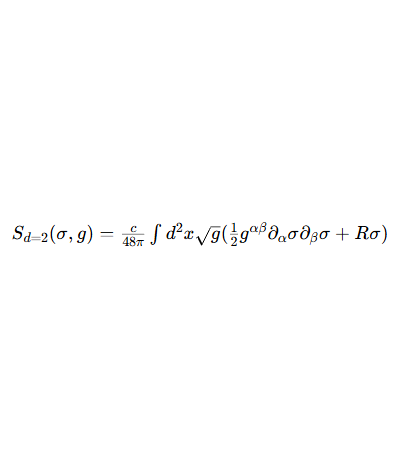 $S_{d=2}(\sigma, g) = \frac{c}{48\pi} \int d^2x \sqrt{g} (\frac{1}{2} g^{\alpha\beta} \partial_\alpha \sigma \partial_\beta \sigma + R\sigma)$